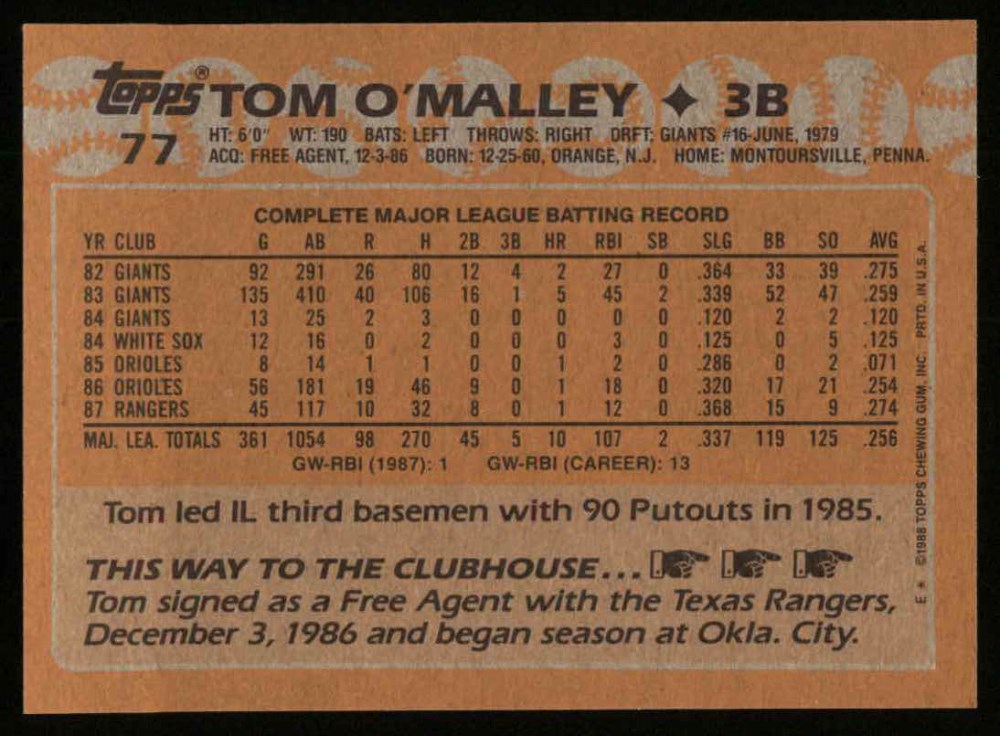 topps® TOM O'MALLEY ✦ 3B
77 HT: 6'0" WT: 190 BATS: LEFT THROWS: RIGHT DRFT: GIANTS #16-JUNE, 1979
ACQ: FREE AGENT, 12-3-86 BORN: 12-25-60, ORANGE, N.J. HOME: MONTOURSVILLE, PENNA.
COMPLETE MAJOR LEAGUE BATTING RECORD
YR CLUB G AB R H 2B 3B HR RBI SB SLG BB SO AVG
82 GIANTS 92 291 26 80 12 4 2 27 0 .364 33 39 .275
83 GIANTS 135 410 40 106 16 1 5 45 2 .339 52 47 .259
84 GIANTS 13 25 2 3 0 0 0 0 0 .120 2 2 .120
84 WHITE SOX 12 16 0 2 0 0 0 3 0 .125 0 5 .125
85 ORIOLES 8 14 1 1 0 0 1 2 0 .286 0 2 .071
86 ORIOLES 56 181 19 46 9 0 1 18 0 .320 17 21 .254
87 RANGERS 45 117 10 32 8 0 1 12 0 .368 15 9 .274
MAJ. LEA. TOTALS 361 1054 98 270 45 5 10 107 2 .337 119 125 .256
GW-RBI (1987): 1 GW-RBI (CAREER): 13
Tom led IL third basemen with 90 Putouts in 1985.
THIS WAY TO THE CLUBHOUSE...
Tom signed as a Free Agent with the Texas Rangers,
December 3, 1986 and began season at Okla. City.
E * ©1988 TOPPS CHEWING GUM, INC. PRTD. IN U.S.A.